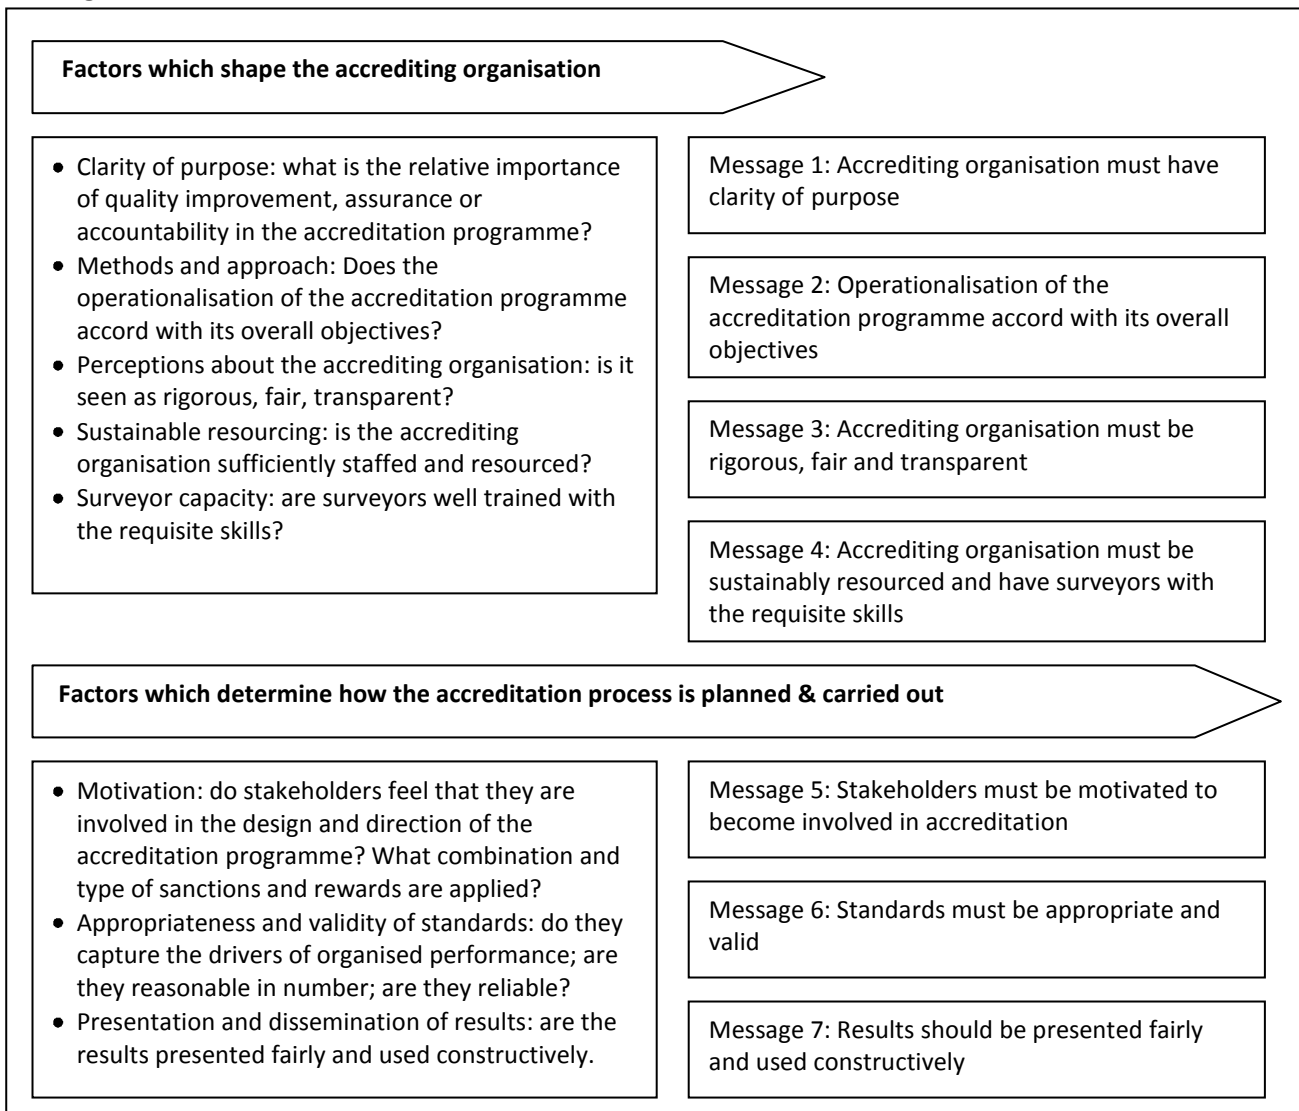 Factors which shape the accrediting organisation
• Clarity of purpose: what is the relative importance
of quality improvement, assurance or
accountability in the accreditation programme?
• Methods and approach: Does the
operationalisation of the accreditation programme
accord with its overall objectives?
• Perceptions about the accrediting organisation: is it
seen as rigorous, fair, transparent?
• Sustainable resourcing: is the accrediting
organisation sufficiently staffed and resourced?
• Surveyor capacity: are surveyors well trained with
the requisite skills?
Message 1: Accrediting organisation must have
clarity of purpose
Message 2: Operationalisation of the
accreditation programme accord with its overall
objectives
Message 3: Accrediting organisation must be
rigorous, fair and transparent
Message 4: Accrediting organisation must be
sustainably resourced and have surveyors with
the requisite skills
Factors which determine how the accreditation process is planned & carried out
• Motivation: do stakeholders feel that they are
involved in the design and direction of the
accreditation programme? What combination and
type of sanctions and rewards are applied?
• Appropriateness and validity of standards: do they
capture the drivers of organised performance; are
they reasonable in number; are they reliable?
• Presentation and dissemination of results: are the
results presented fairly and used constructively.
Message 5: Stakeholders must be motivated to
become involved in accreditation
Message 6: Standards must be appropriate and
valid
Message 7: Results should be presented fairly
and used constructively